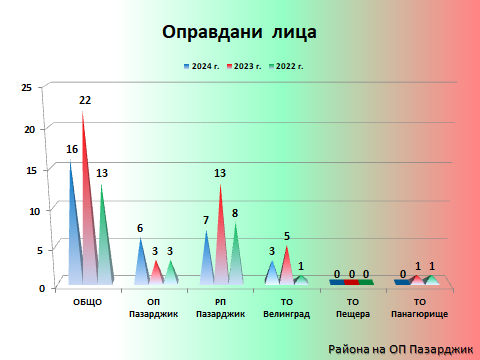 Оправдани лица
2024 г. 2023 г. 2022 г.
25
20
15
10
5
0
16 22 13
6 3 3
7 13 8
3 5 1
0 0 0
0 1 1
ОБЩО
ОП Пазарджик
РП Пазарджик
ТО Велинград
ТО Пещера
ТО Панагюрище
Района на ОП Пазарджик